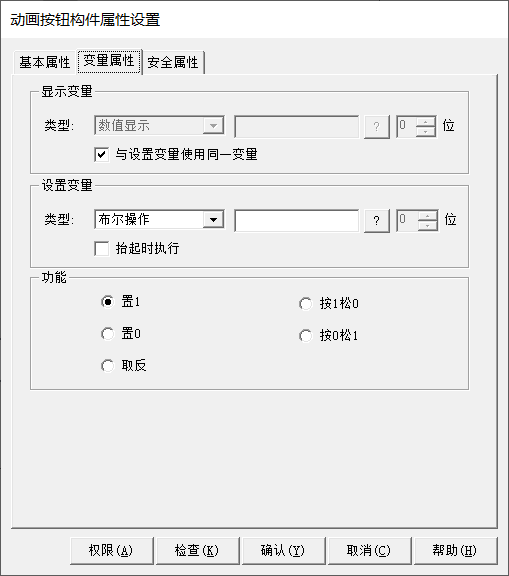 动画按钮构件属性设置
基本属性 变量属性 安全属性
显示变量
类型: 数值显示 ? 0 位
与设置变量使用同一变量
设置变量
类型: 布尔操作 ? 0 位
抬起时执行
功能
置1 按1松0
置0 按0松1
取反
权限(A) 检查(K) 确认(Y) 取消(C) 帮助(H)